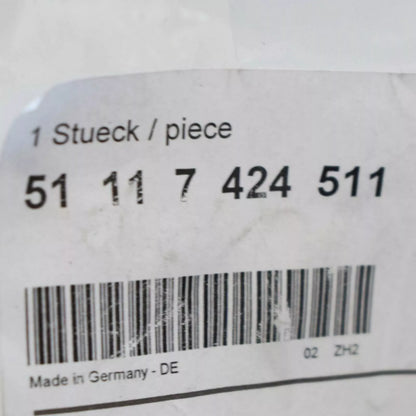 1 Stueck / piece
51 11 7 424 511
02 ZH2
Made in Germany - DE